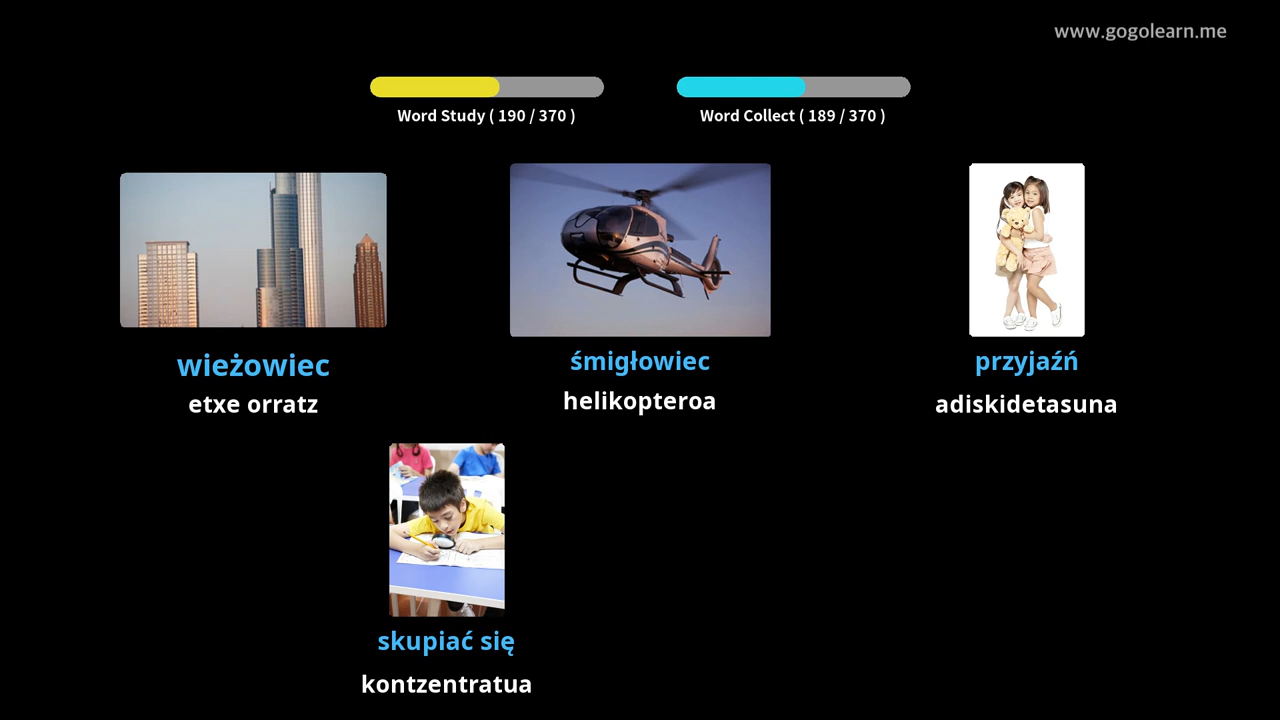 www.gogolearn.me
Word Study ( 190 / 370 )
Word Collect ( 189 / 370 )
wieżowiec
etxe orratz
śmigłowiec
helikopteroa
przyjaźń
adiskidetasuna
skupiać się
kontzentratua